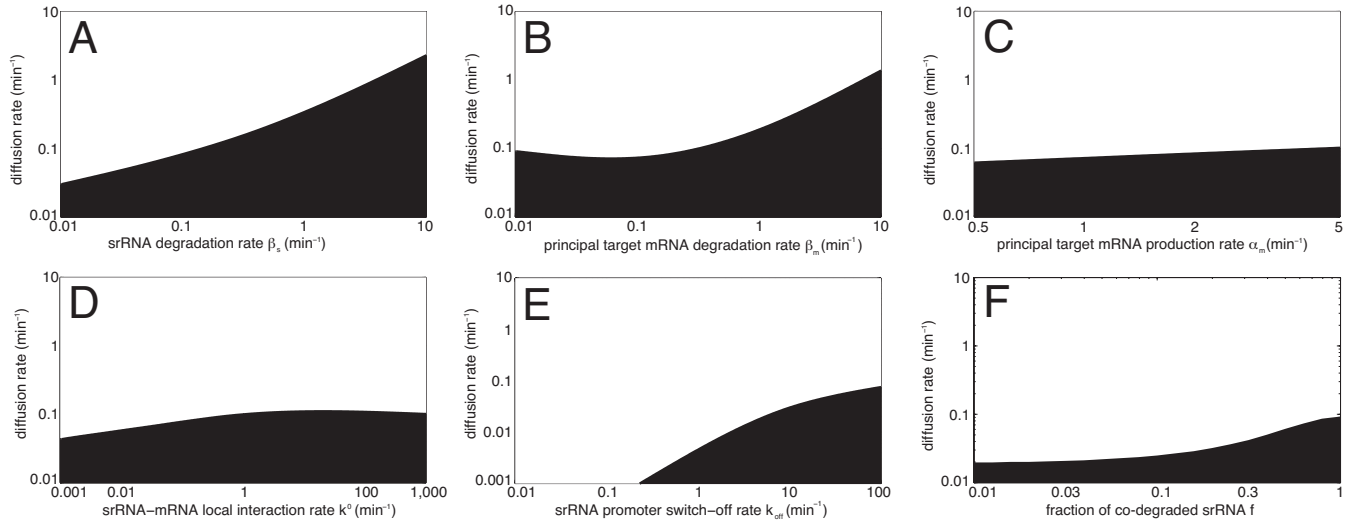 A
10
1
0.1
0.01
diffusion rate (min⁻¹)
0.01 0.1 1 10
srRNA degradation rate βₛ (min⁻¹)
B
10
1
0.1
0.01
diffusion rate (min⁻¹)
0.01 0.1 1 10
principal target mRNA degradation rate βₘ (min⁻¹)
C
10
1
0.1
0.01
diffusion rate (min⁻¹)
0.5 1 2 5
principal target mRNA production rate αₘ(min⁻¹)
D
10
1
0.1
0.01
diffusion rate (min⁻¹)
0.001 0.01 1 100 1,000
srRNA–mRNA local interaction rate k⁰ (min⁻¹)
E
10
1
0.1
0.01
0.001
diffusion rate (min⁻¹)
0.01 0.1 1 10 100
srRNA promoter switch–off rate k_off (min⁻¹)
F
10
1
0.1
0.01
diffusion rate (min⁻¹)
0.01 0.03 0.1 0.3 1
fraction of co-degraded srRNA f